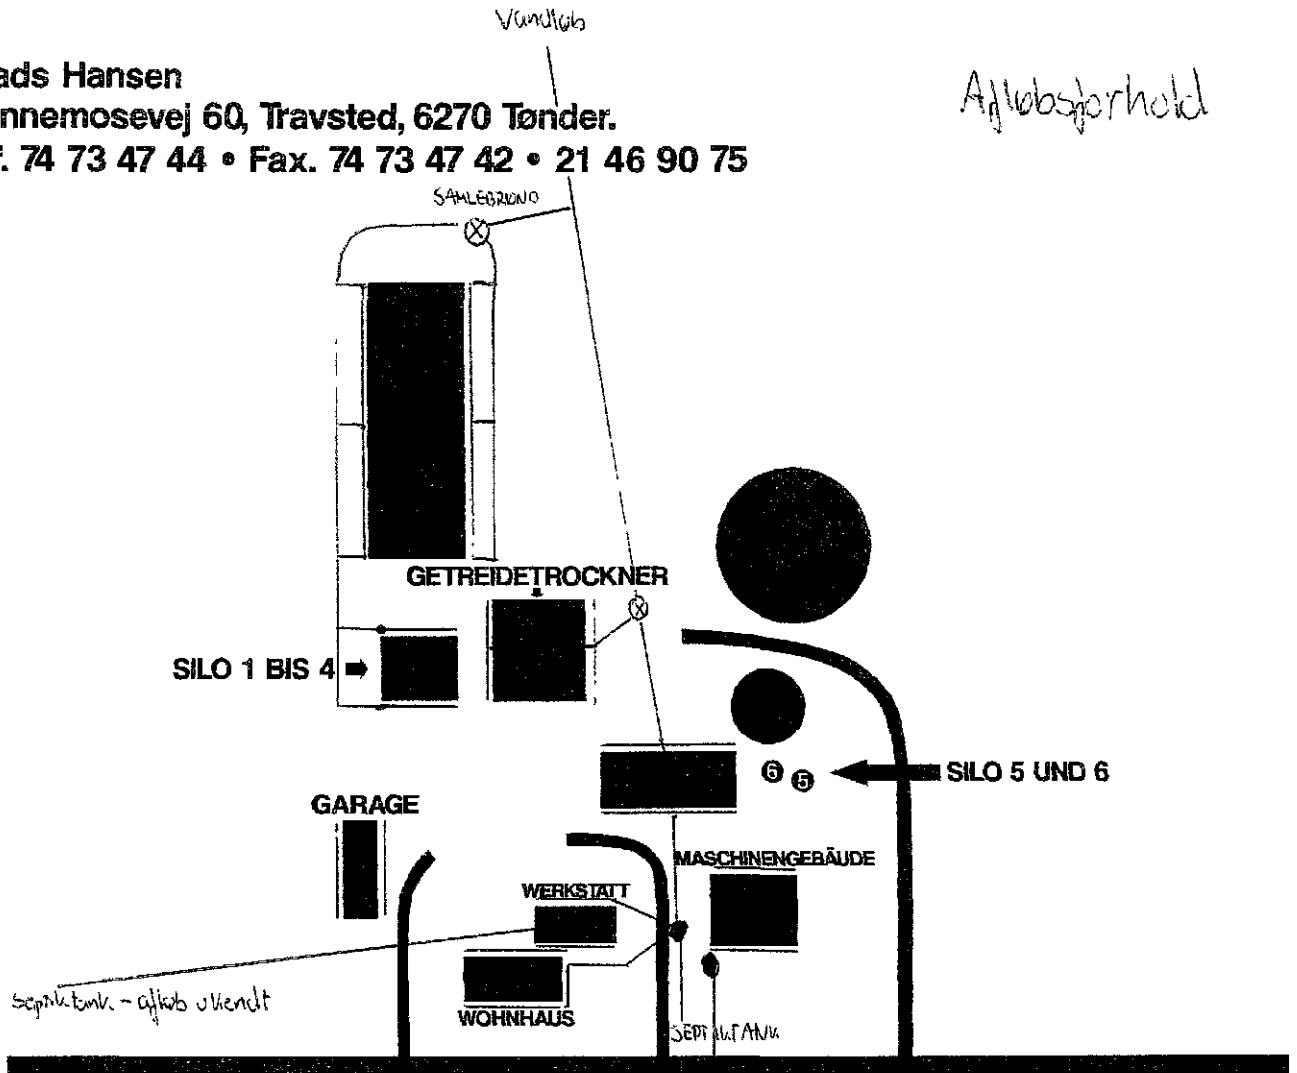 Vandløb
Afløbsforhold
ads Hansen
nnemosevej 60, Travsted, 6270 Tønder.
. 74 73 47 44 • Fax. 74 73 47 42 • 21 46 90 75
SAMLEBRØND
GETREIDETROCKNER
SILO 1 BIS 4
6 5
SILO 5 UND 6
GARAGE
MASCHINENGEBÄUDE
WERKSTATT
septiktank - afløb ukendt
WOHNHAUS
SEPTIKTANK